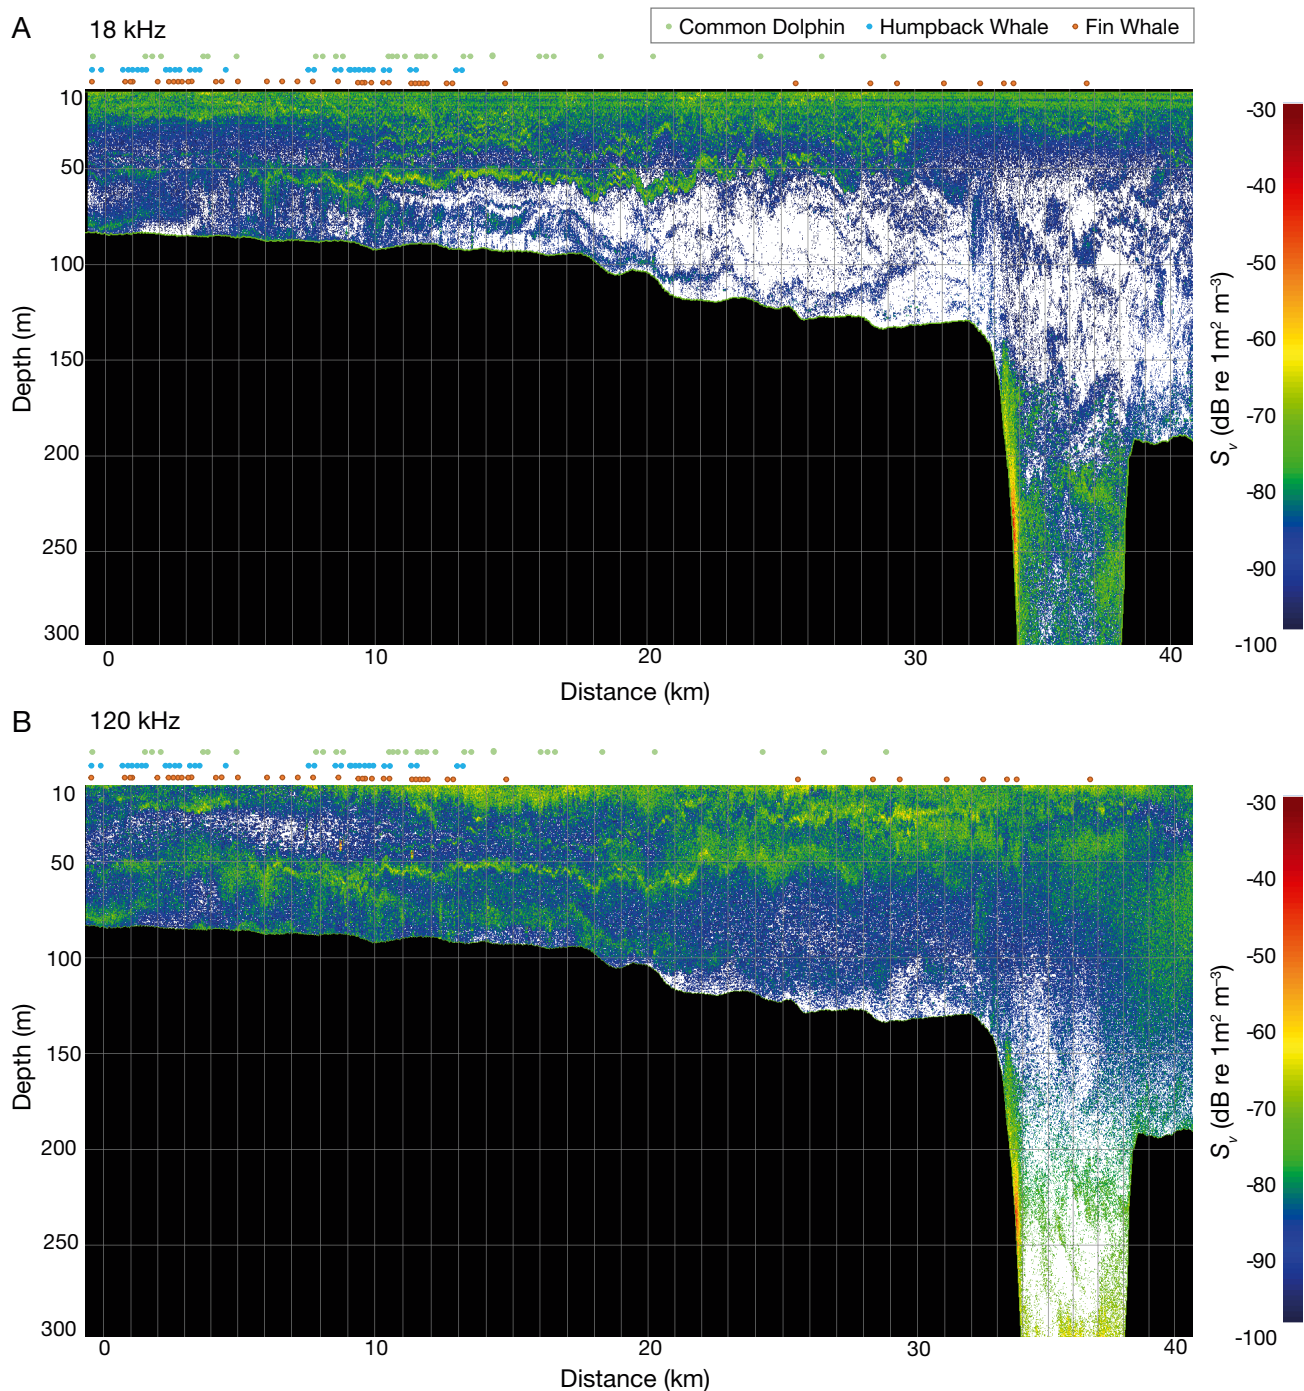 A
18 kHz
Common Dolphin Humpback Whale Fin Whale
10
50
100
150
200
250
300
Depth (m)
0 10 20 30 40
Distance (km)
-30
-40
-50
-60
-70
-80
-90
-100
Sv (dB re 1m² m⁻³)
B
120 kHz
10
50
100
150
200
250
300
Depth (m)
0 10 20 30 40
Distance (km)
-30
-40
-50
-60
-70
-80
-90
-100
Sv (dB re 1m² m⁻³)